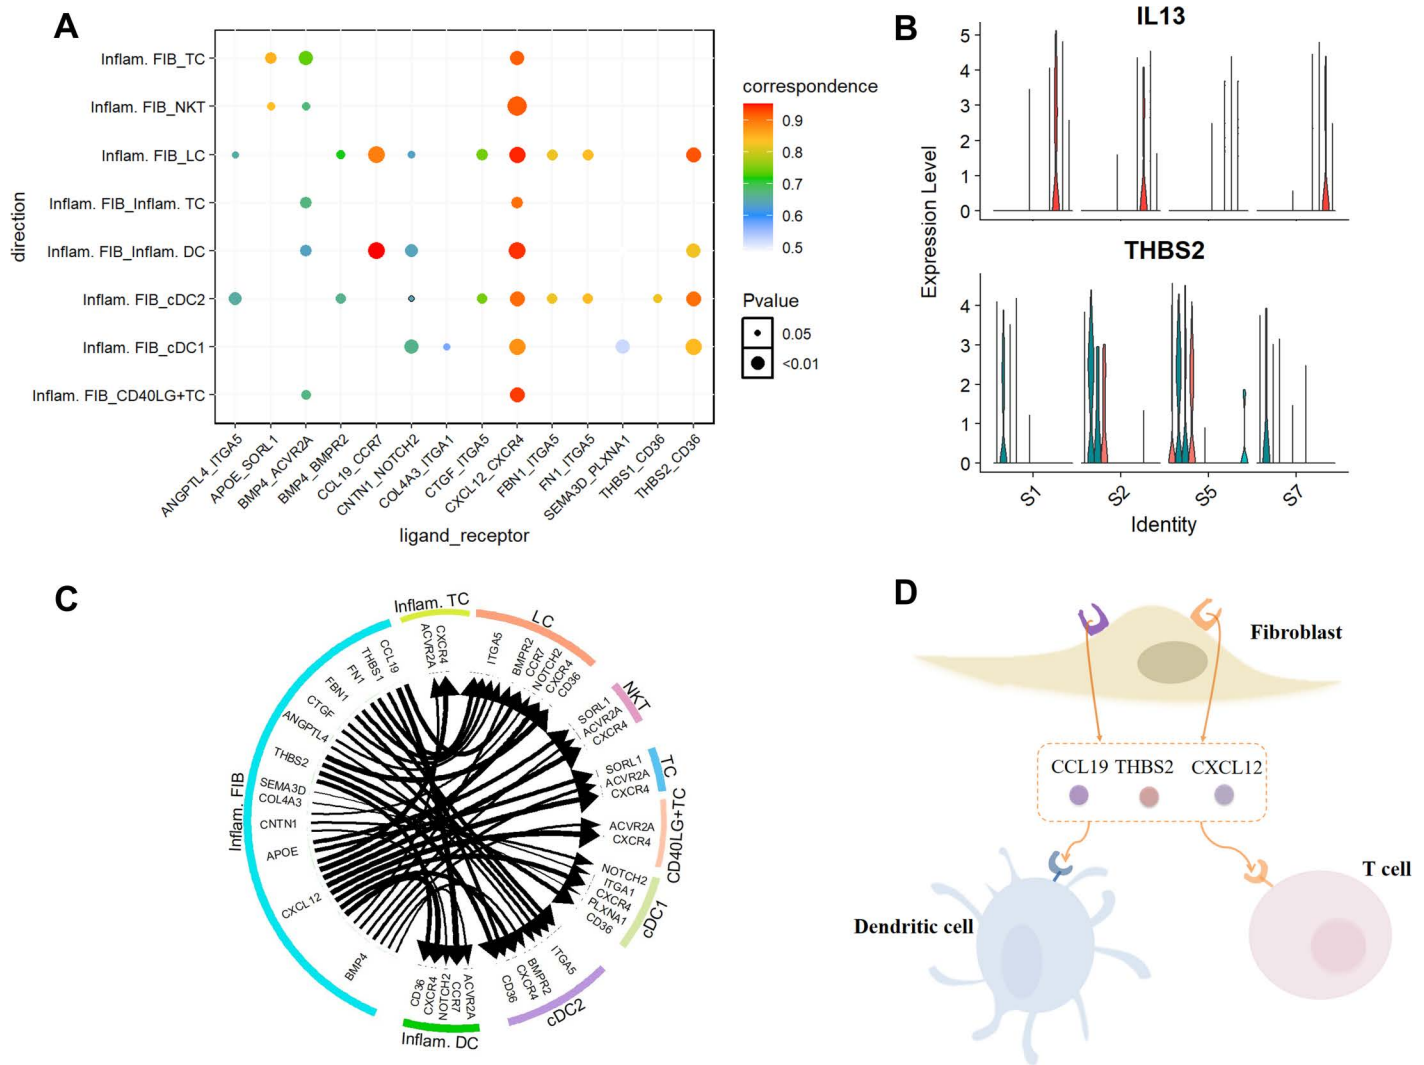 A
Inflam. FIB_TC
Inflam. FIB_NKT
Inflam. FIB_LC
Inflam. FIB_Inflam. TC
Inflam. FIB_Inflam. DC
Inflam. FIB_cDC2
Inflam. FIB_cDC1
Inflam. FIB_CD40LG+TC
direction
ANGPTL4_ITGA5
APOE_SORL1
BMP4_ACVR2A
BMP4_BMPR2
CCL19_CCR7
CNTN1_NOTCH2
COL4A3_ITGA1
CTGF_ITGA5
CXCL12_CXCR4
FBN1_ITGA5
FN1_ITGA5
SEMA3D_PLXNA1
THBS1_CD36
THBS2_CD36
ligand_receptor
correspondence
0.9
0.8
0.7
0.6
0.5
Pvalue
0.05
<0.01
B
IL13
5
4
3
2
1
0
THBS2
4
3
2
1
0
Expression Level
S1
S2
S5
S7
Identity
C
Inflam. TC
LC
NKT
TC
CD40LG+TC
cDC1
cDC2
Inflam. DC
Inflam. FIB
CXCR4
ACVR2A
ITGA5
BMPR2
CCR7
NOTCH2
CXCR4
CD36
SORL1
ACVR2A
CXCR4
SORL1
ACVR2A
CXCR4
ACVR2A
CXCR4
NOTCH2
ITGA1
CXCR4
PLXNA1
CD36
ITGA5
BMPR2
CXCR4
CD36
ACVR2A
CCR7
NOTCH2
CXCR4
CD36
BMP4
CXCL12
APOE
CNTN1
COL4A3
SEMA3D
THBS2
ANGPTL4
CTGF
FBN1
FN1
THBS1
CCL19
D
Fibroblast
CCL19 THBS2 CXCL12
T cell
Dendritic cell